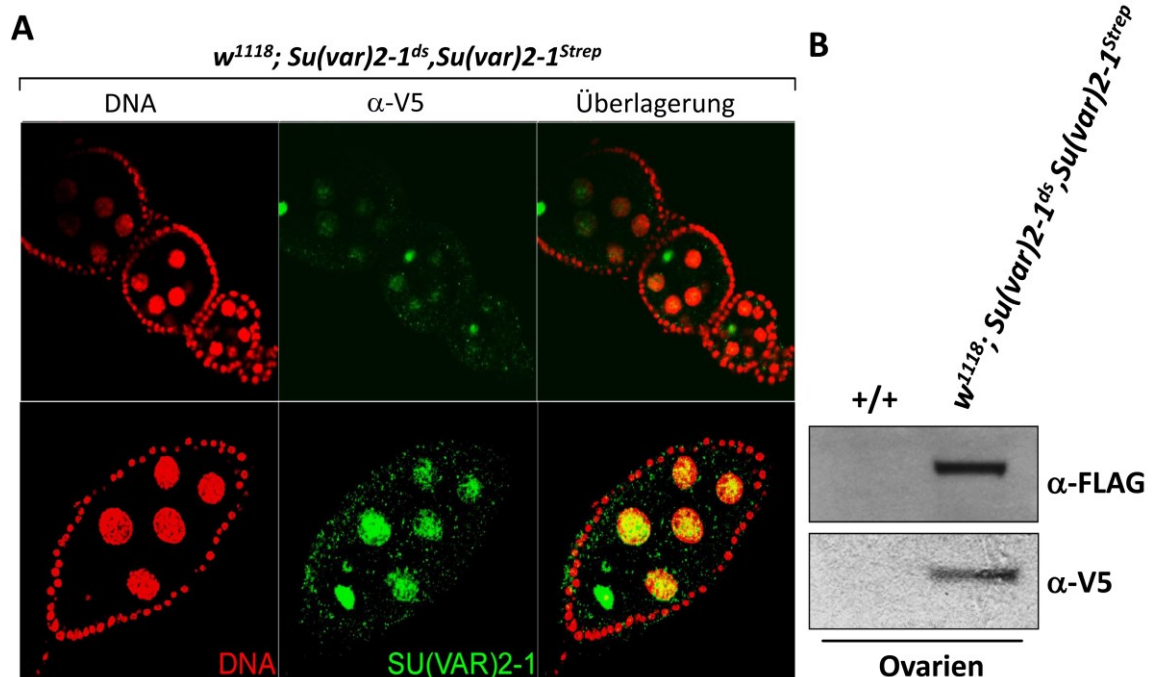 A
w1118; Su(var)2-1ds,Su(var)2-1Strep
DNA α-V5 Überlagerung
DNA SU(VAR)2-1
B
+/+ w1118; Su(var)2-1ds,Su(var)2-1Strep
α-FLAG
α-V5
Ovarien